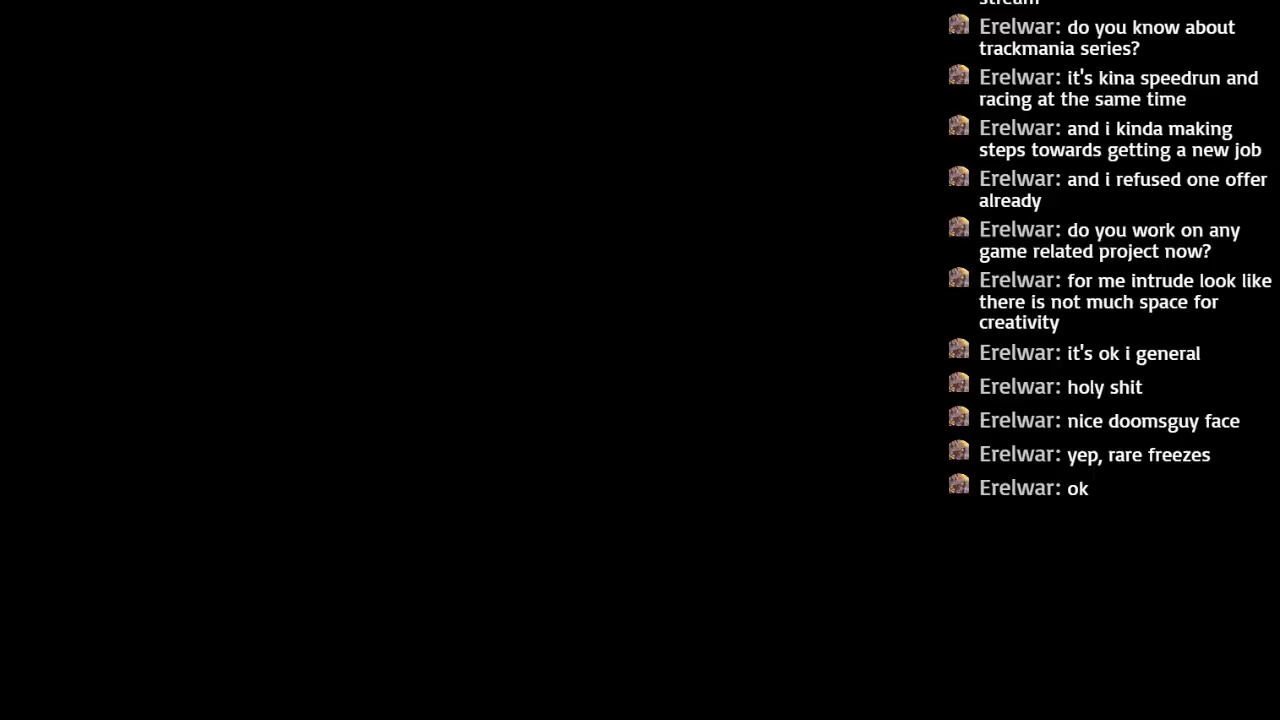 stream
Erelwar: do you know about
trackmania series?
Erelwar: it's kina speedrun and
racing at the same time
Erelwar: and i kinda making
steps towards getting a new job
Erelwar: and i refused one offer
already
Erelwar: do you work on any
game related project now?
Erelwar: for me intrude look like
there is not much space for
creativity
Erelwar: it's ok i general
Erelwar: holy shit
Erelwar: nice doomsguy face
Erelwar: yep, rare freezes
Erelwar: ok